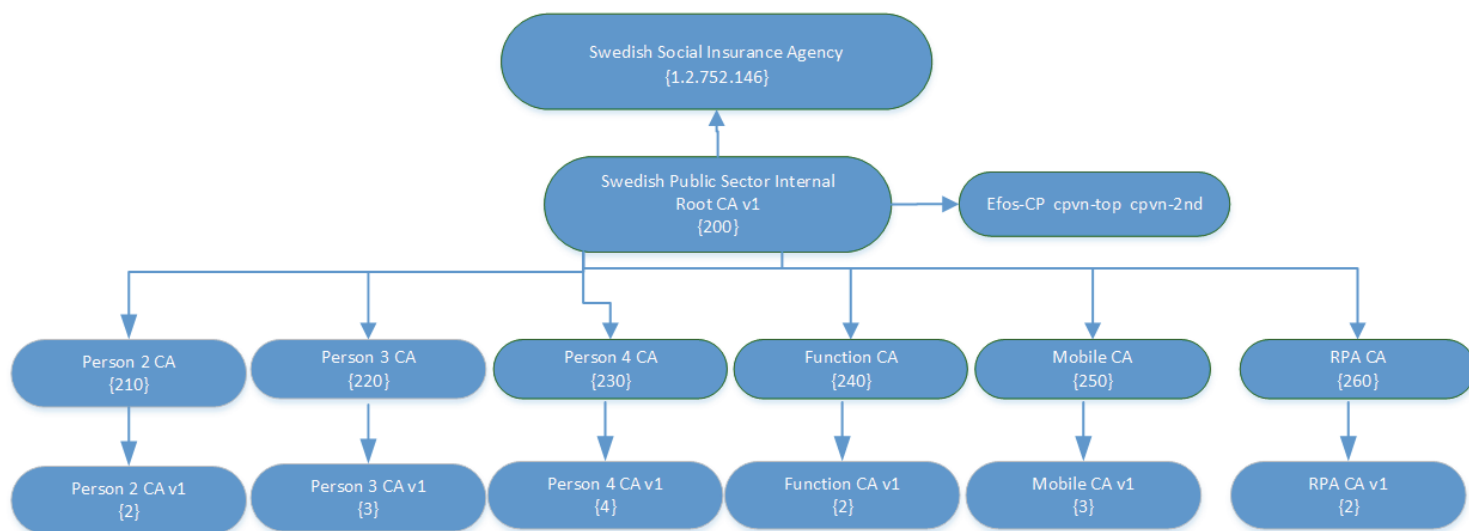 Swedish Social Insurance Agency
{1.2.752.146}
Swedish Public Sector Internal
Root CA v1
{200}
Efos-CP cpvn-top cpvn-2nd
Person 2 CA
{210}
Person 3 CA
{220}
Person 4 CA
{230}
Function CA
{240}
Mobile CA
{250}
RPA CA
{260}
Person 2 CA v1
{2}
Person 3 CA v1
{3}
Person 4 CA v1
{4}
Function CA v1
{2}
Mobile CA v1
{3}
RPA CA v1
{2}